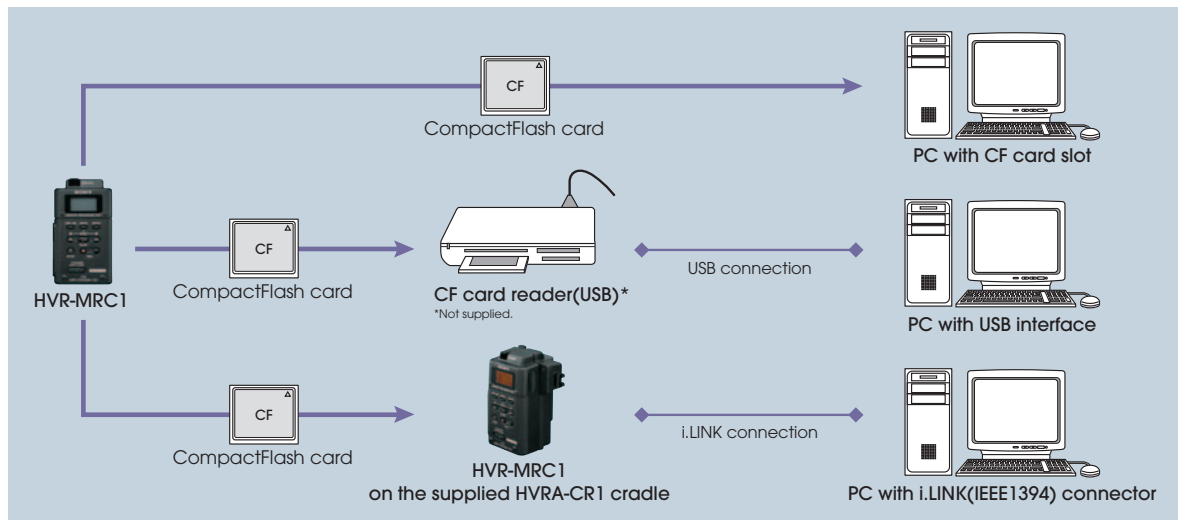 CF
CompactFlash card
PC with CF card slot
HVR-MRC1
CF
CompactFlash card
CF card reader(USB)*
*Not supplied.
USB connection
PC with USB interface
CF
CompactFlash card
HVR-MRC1
on the supplied HVRA-CR1 cradle
i.LINK connection
PC with i.LINK(IEEE1394) connector